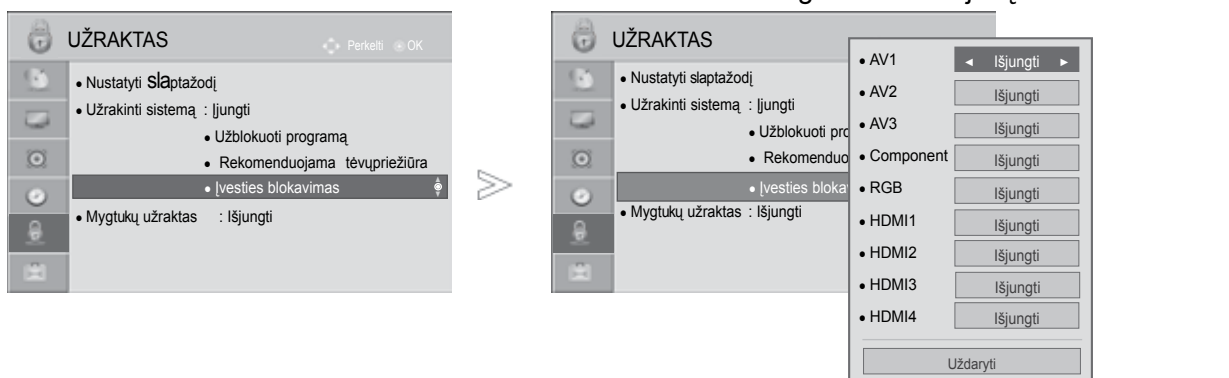 UŽRAKTAS
Perkelti OK
• Nustatyti slaptažodį
• Užrakinti sistemą : Įjungti
• Užblokuoti programą
• Rekomenduojama tėvųpriežiūra
• Įvesties blokavimas
• Mygtukų užraktas : Išjungti
UŽRAKTAS
• Nustatyti slaptažodį
• Užrakinti sistemą : Įjungti
• Užblokuoti pro
• Rekomenduo
• Įvesties bloka
• Mygtukų užraktas : Išjungti
• AV1 ◄ Išjungti ►
• AV2 Išjungti
• AV3 Išjungti
• Component Išjungti
• RGB Išjungti
• HDMI1 Išjungti
• HDMI2 Išjungti
• HDMI3 Išjungti
• HDMI4 Išjungti
Uždaryti